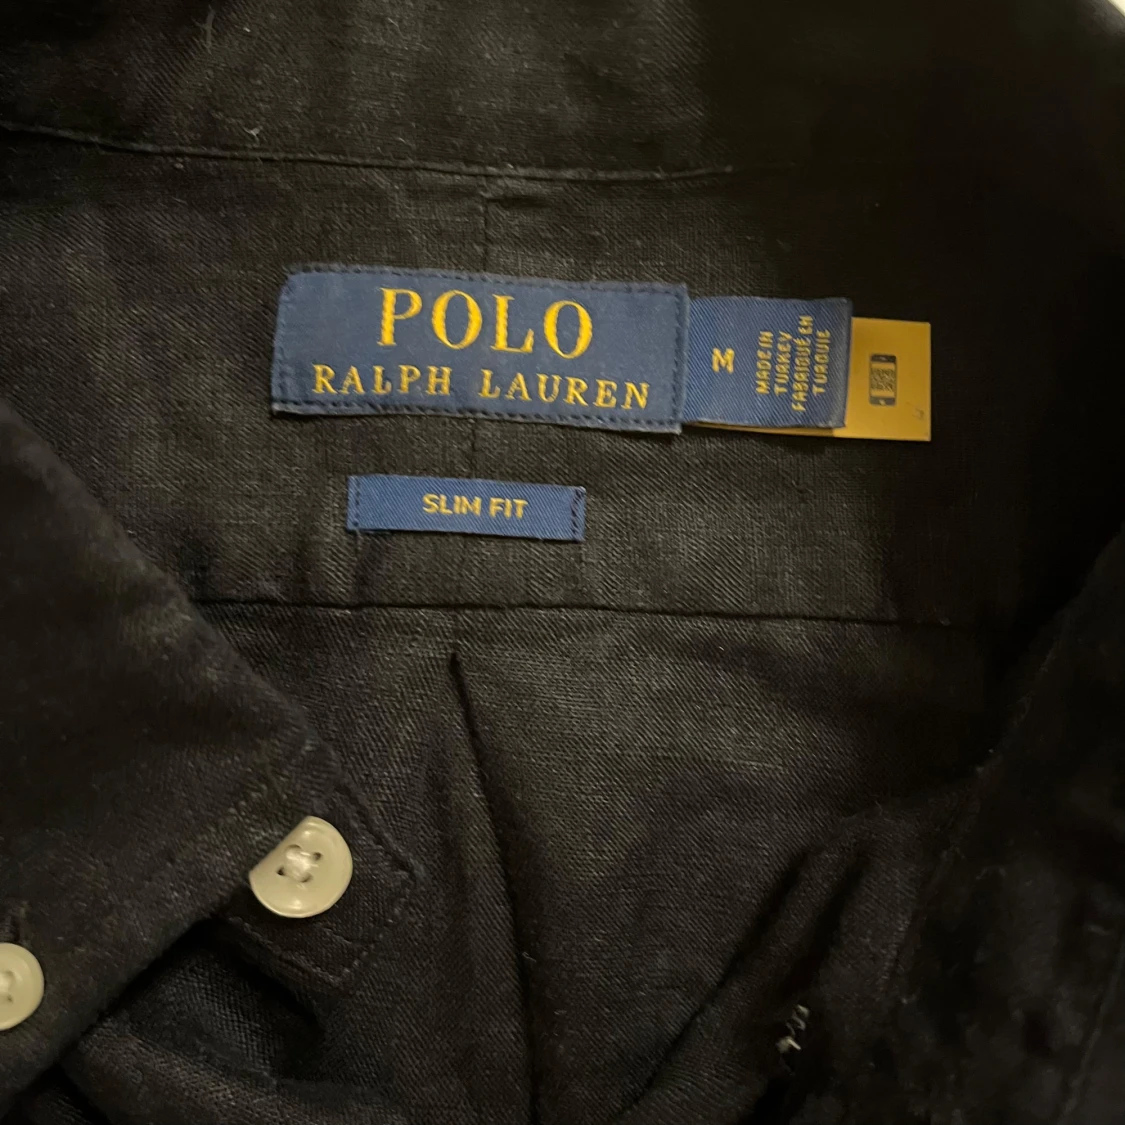 POLO
RALPH LAUREN
M
MADE IN
TURKEY
FABRIQUÉ EN
TURQUIE
SLIM FIT